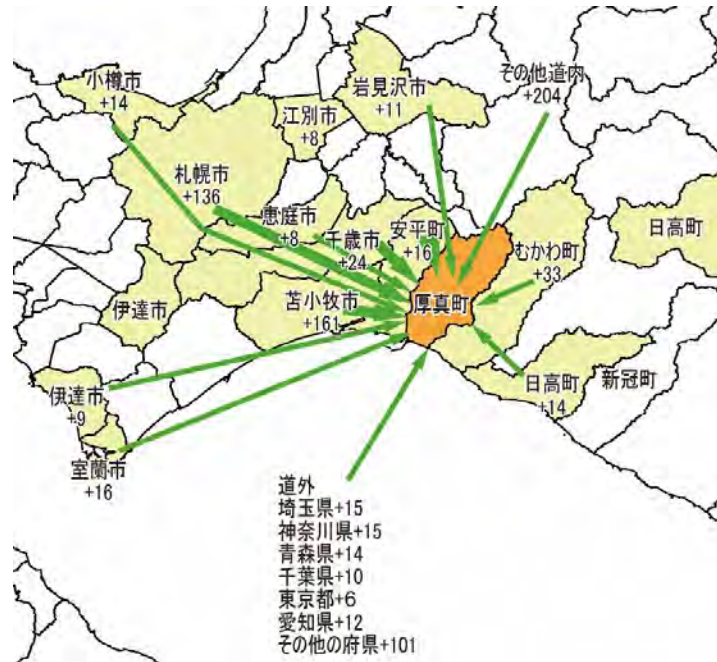 小樽市
+14
岩見沢市
+11
その他道内
+204
江別市
+8
札幌市
+136
恵庭市
+8
千歳市
+24
安平町
+16
むかわ町
+33
日高町
伊達市
苫小牧市
+161
厚真町
伊達市
+9
日高町
+14
新冠町
室蘭市
+16
道外
埼玉県+15
神奈川県+15
青森県+14
千葉県+10
東京都+6
愛知県+12
その他の府県+101